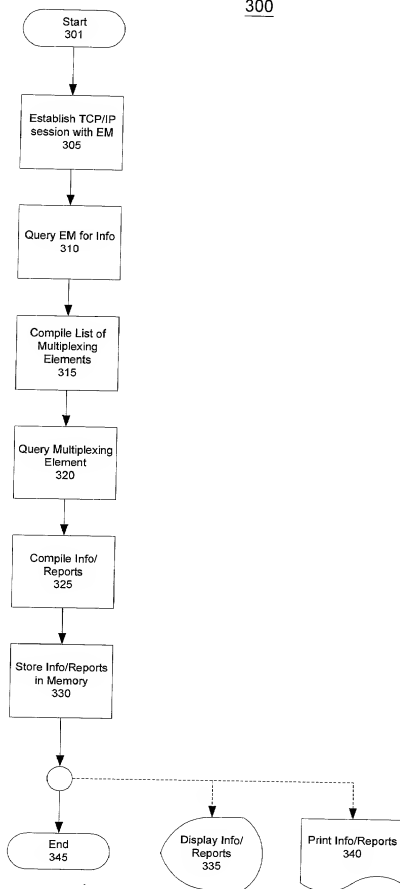 300
Start
301
Establish TCP/IP
session with EM
305
Query EM for Info
310
Compile List of
Multiplexing
Elements
315
Query Multiplexing
Element
320
Compile Info/
Reports
325
Store Info/Reports
in Memory
330
End
345
Display Info/
Reports
335
Print Info/Reports
340